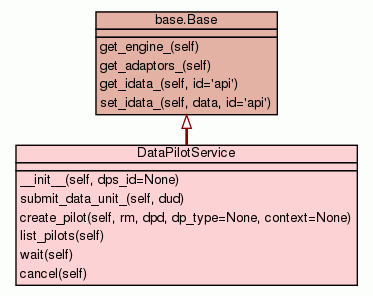 base.Base
get_engine_(self)
get_adaptors_(self)
get_idata_(self, id='api')
set_idata_(self, data, id='api')
DataPilotService
__init__(self, dps_id=None)
submit_data_unit_(self, dud)
create_pilot(self, rm, dpd, dp_type=None, context=None)
list_pilots(self)
wait(self)
cancel(self)